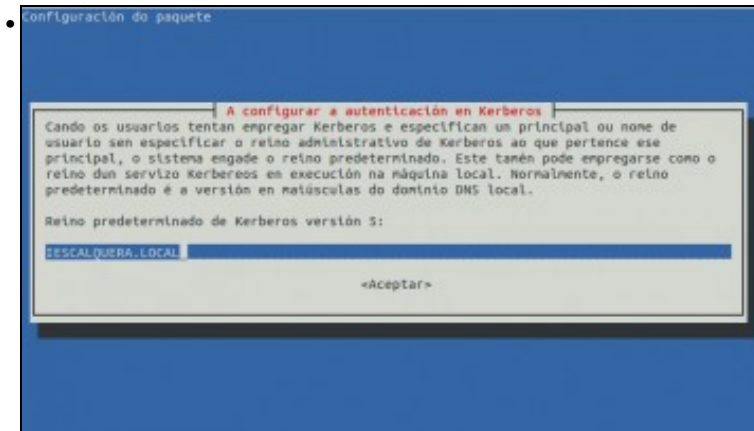 Configuración do paquete
A configurar a autenticación en Kerberos
Cando os usuarios tentan empregar Kerberos e especifican un principal ou nome de
usuario sen especificar o reino administrativo de Kerberos ao que pertence ese
principal, o sistema engade o reino predeterminado. Este tamén pode empregarse como o
reino dun servizo Kerbereos en execución na máquina local. Normalmente, o reino
predeterminado é a versión en maiúsculas do dominio DNS local.
Reino predeterminado de Kerberos versión 5:
IESCALQUERA.LOCAL
<Aceptar>